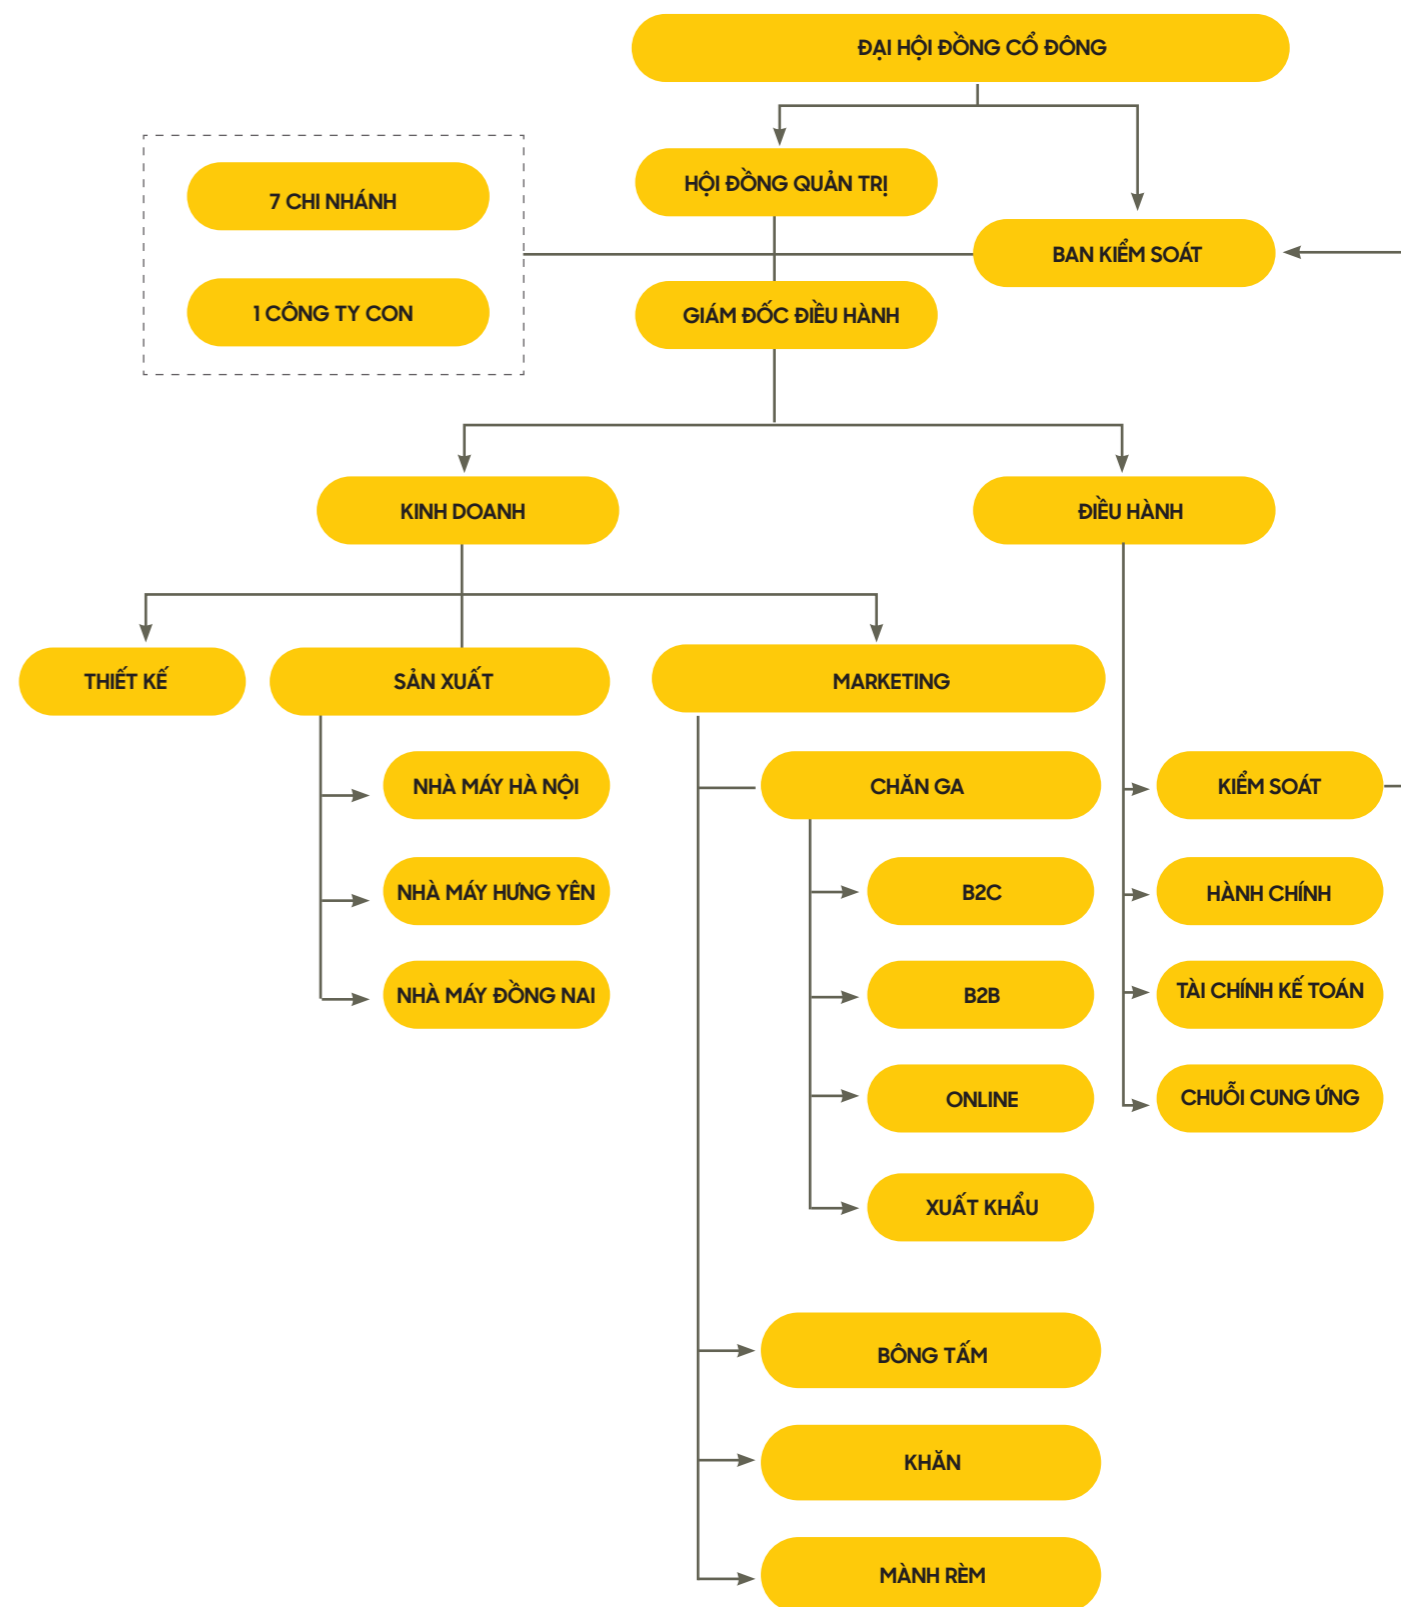 ĐẠI HỘI ĐỒNG CỔ ĐÔNG
HỘI ĐỒNG QUẢN TRỊ
7 CHI NHÁNH
BAN KIỂM SOÁT
1 CÔNG TY CON
GIÁM ĐỐC ĐIỀU HÀNH
KINH DOANH
ĐIỀU HÀNH
THIẾT KẾ
SẢN XUẤT
MARKETING
NHÀ MÁY HÀ NỘI
NHÀ MÁY HƯNG YÊN
NHÀ MÁY ĐỒNG NAI
CHĂN GA
B2C
B2B
ONLINE
XUẤT KHẨU
BÔNG TẤM
KHĂN
MÀNH RÈM
KIỂM SOÁT
HÀNH CHÍNH
TÀI CHÍNH KẾ TOÁN
CHUỖI CUNG ỨNG